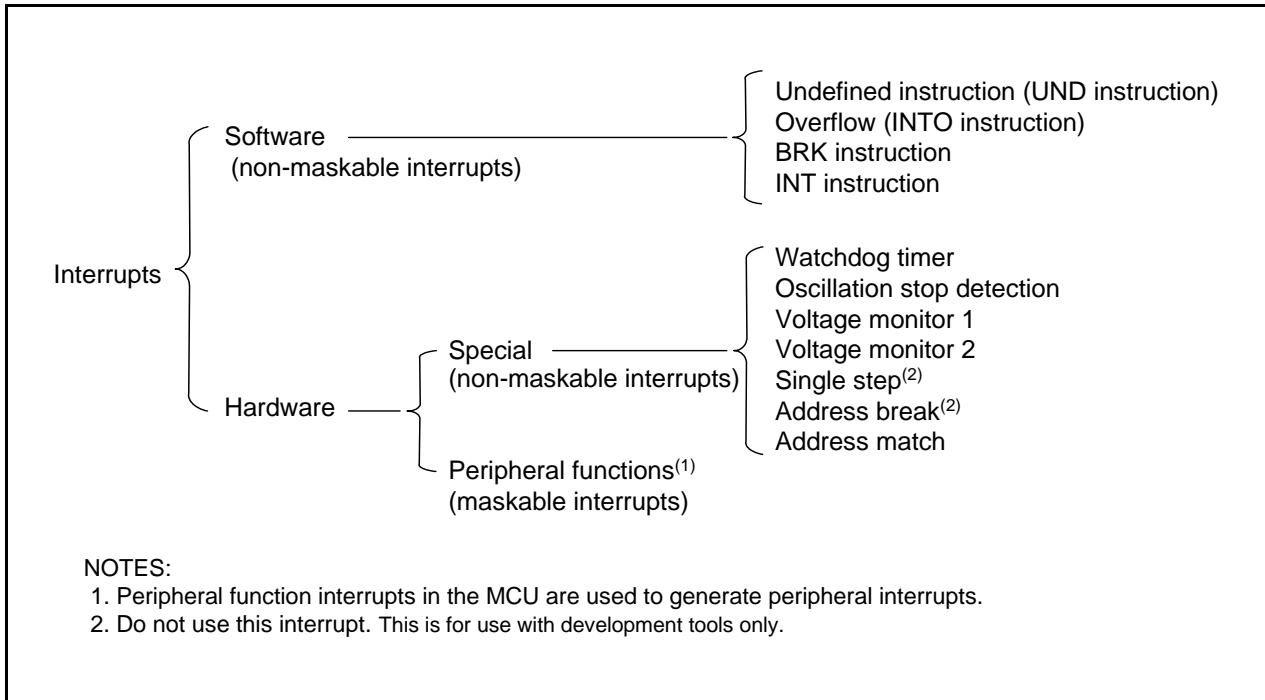 Interrupts
Software
(non-maskable interrupts)
Undefined instruction (UND instruction)
Overflow (INTO instruction)
BRK instruction
INT instruction
Hardware
Special
(non-maskable interrupts)
Watchdog timer
Oscillation stop detection
Voltage monitor 1
Voltage monitor 2
Single step(2)
Address break(2)
Address match
Peripheral functions(1)
(maskable interrupts)
NOTES:
1. Peripheral function interrupts in the MCU are used to generate peripheral interrupts.
2. Do not use this interrupt. This is for use with development tools only.